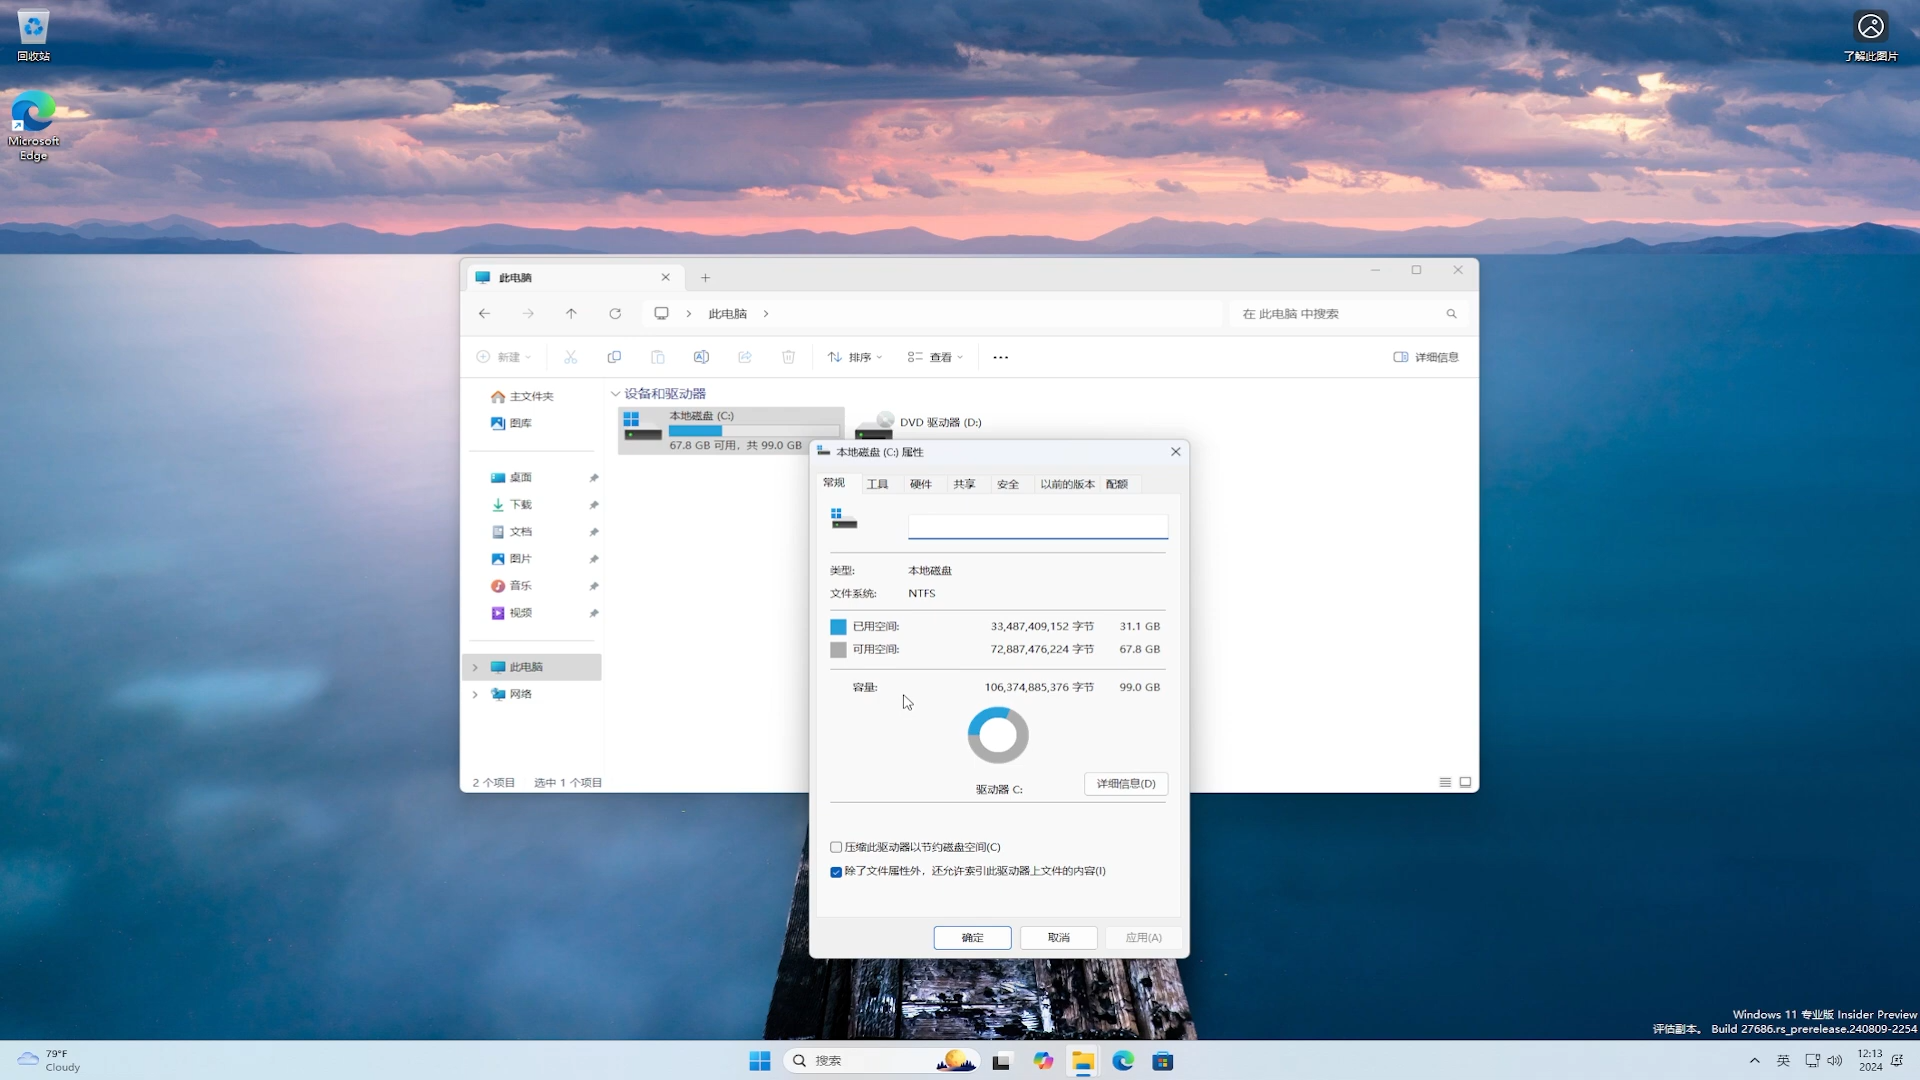 回收站
Microsoft
Edge
了解此图片
此电脑
此电脑
在 此电脑 中搜索
新建
排序
查看
详细信息
主文件夹
图库
桌面
下载
文档
图片
音乐
视频
此电脑
网络
设备和驱动器
本地磁盘 (C:)
67.8 GB 可用，共 99.0 GB
DVD 驱动器 (D:)
2 个项目
选中 1 个项目
本地磁盘 (C:) 属性
常规
工具
硬件
共享
安全
以前的版本
配额
类型:
本地磁盘
文件系统:
NTFS
已用空间:
33,487,409,152 字节
31.1 GB
可用空间:
72,887,476,224 字节
67.8 GB
容量:
106,374,885,376 字节
99.0 GB
驱动器 C:
详细信息(D)
压缩此驱动器以节约磁盘空间(C)
除了文件属性外，还允许索引此驱动器上文件的内容(I)
确定
取消
应用(A)
Windows 11 专业版 Insider Preview
评估副本。 Build 27686.rs_prerelease.240809-2254
79°F
Cloudy
搜索
英
12:13
2024